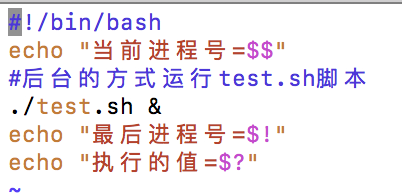 #!/bin/bash
echo "当前进程号=$$"
#后台的方式运行test.sh脚本
./test.sh &
echo "最后进程号=$!"
echo "执行的值=$?"
~